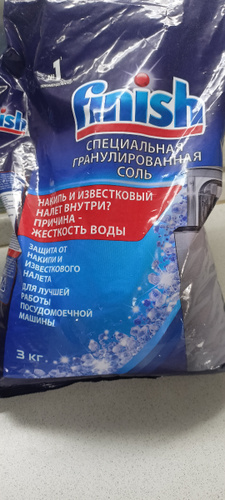 №1
finish
СПЕЦИАЛЬНАЯ
ГРАНУЛИРОВАННАЯ
СОЛЬ
НАКИПЬ И ИЗВЕСТКОВЫЙ
НАЛЕТ ВНУТРИ?
ПРИЧИНА -
ЖЕСТКОСТЬ ВОДЫ
ЗАЩИТА ОТ
НАКИПИ И
ИЗВЕСТКОВОГО
НАЛЕТА
ДЛЯ ЛУЧШЕЙ
РАБОТЫ
ПОСУДОМОЕЧНОЙ
МАШИНЫ
3 КГ